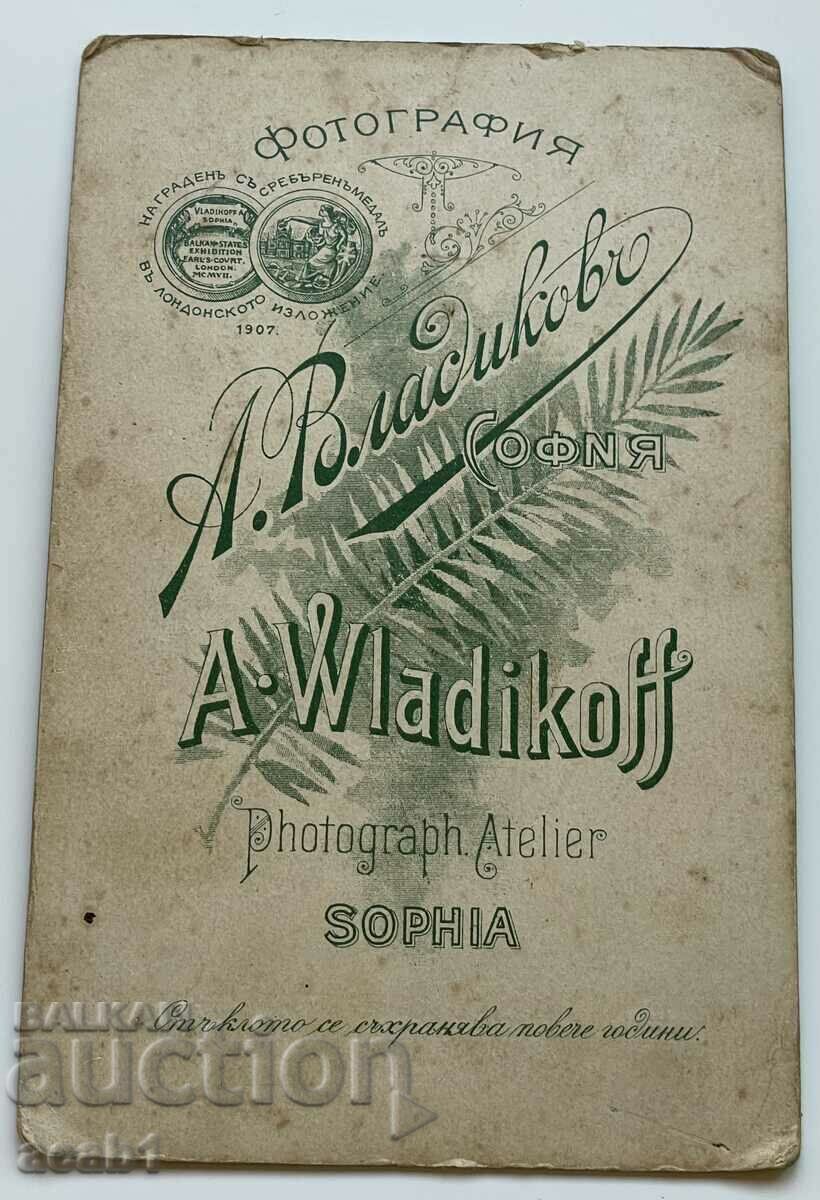 ФОТОГРАФИЯ
НАГРАДЕНЪ СЪ СРЕБЪРЕНЪ МЕДАЛЪ
VLADIKOFF A
SOPHIA.
BALKAN-STATES
EXHIBITION
EARL'S-COURT.
LONDON.
MCMVII.
ВЪ ЛОНДОНСКОТО ИЗЛОЖЕНИЕ
1907.
А. Владиковъ
СОФИЯ
A. Wladikoff
Photograph. Atelier
SOPHIA
Стъклото се съхранява повече години.
BALKAN
auction
acab1